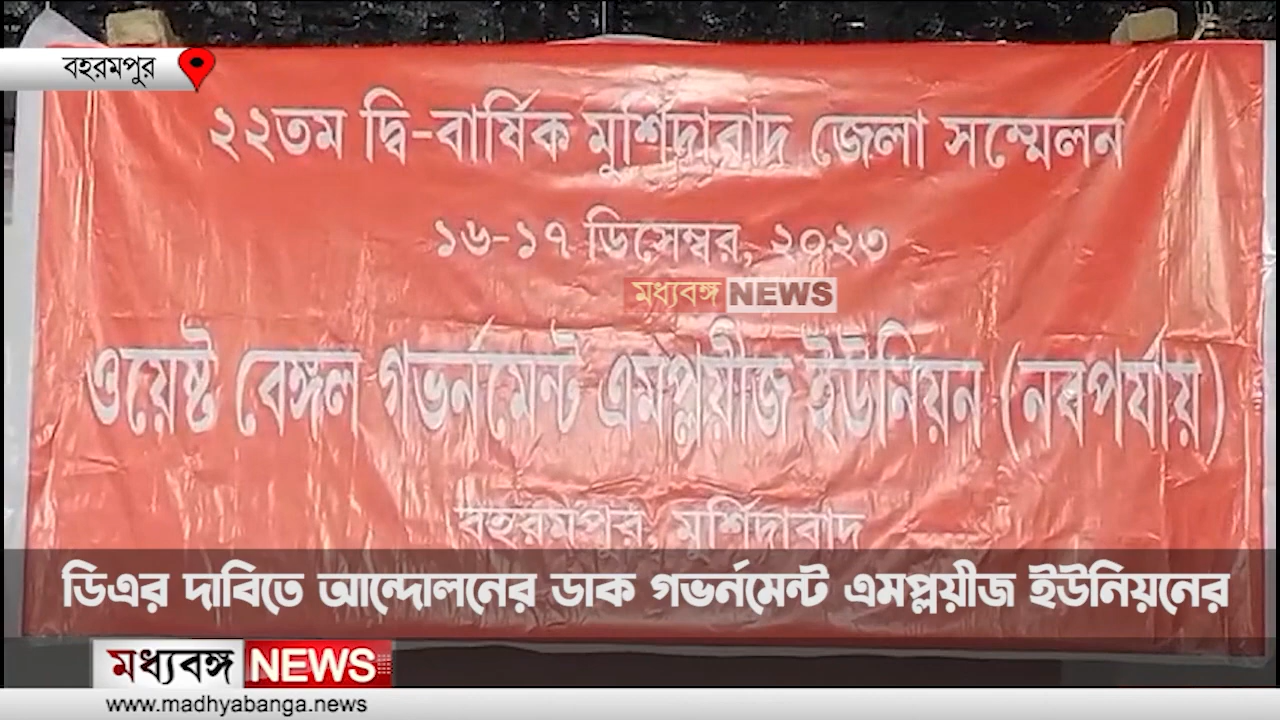 বহরমপুর
২২তম দ্বি-বার্ষিক মুর্শিদাবাদ জেলা সম্মেলন
১৬-১৭ ডিসেম্বর, ২০২৩
মধ্যবঙ্গ NEWS
ওয়েষ্ট বেঙ্গল গভর্নমেন্ট এমপ্লয়ীজ ইউনিয়ন (নবপর্যায়)
বহরমপুর, মুর্শিদাবাদ
ডিএর দাবিতে আন্দোলনের ডাক গভর্নমেন্ট এমপ্লয়ীজ ইউনিয়নের
মধ্যবঙ্গ NEWS
www.madhyabanga.news